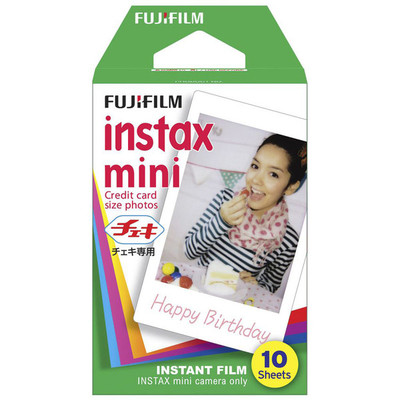 FUJIFILM
FUJIFILM
instax
mini
Credit card
size photos
チェキ
チェキ専用
Happy Birthday
INSTANT FILM
INSTAX mini camera only
10
Sheets